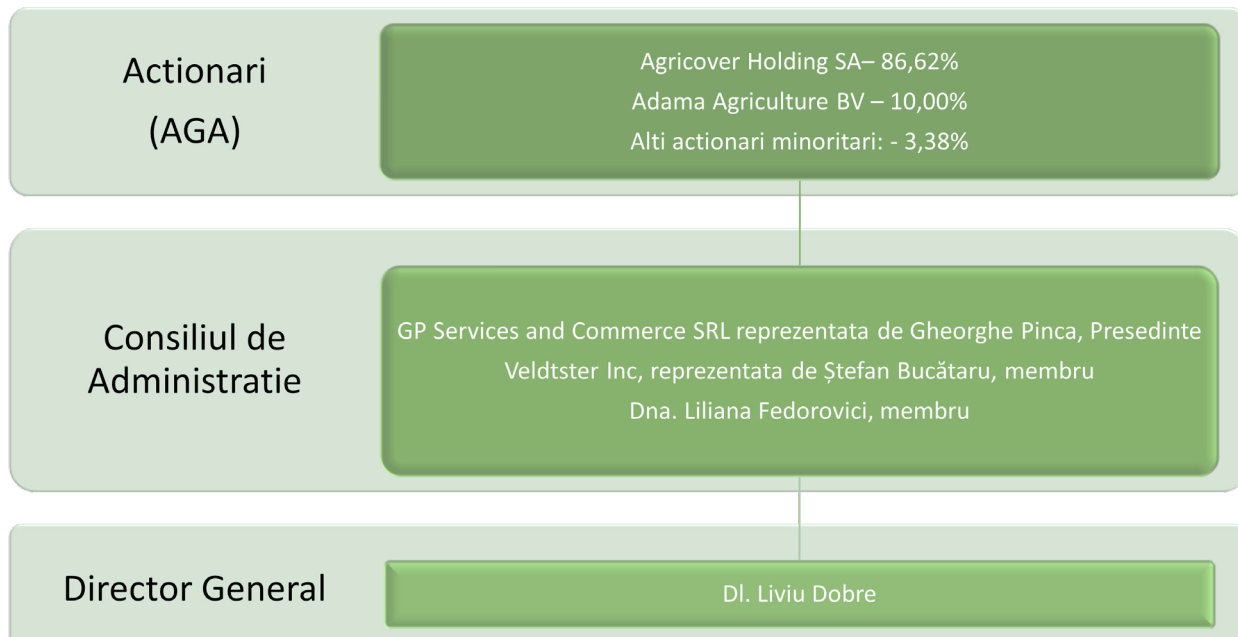 Actionari
(AGA)
Agricover Holding SA– 86,62%
Adama Agriculture BV – 10,00%
Alti actionari minoritari: - 3,38%
Consiliul de
Administratie
GP Services and Commerce SRL reprezentata de Gheorghe Pinca, Presedinte
Veldtster Inc, reprezentata de Ștefan Bucătaru, membru
Dna. Liliana Fedorovici, membru
Director General
Dl. Liviu Dobre